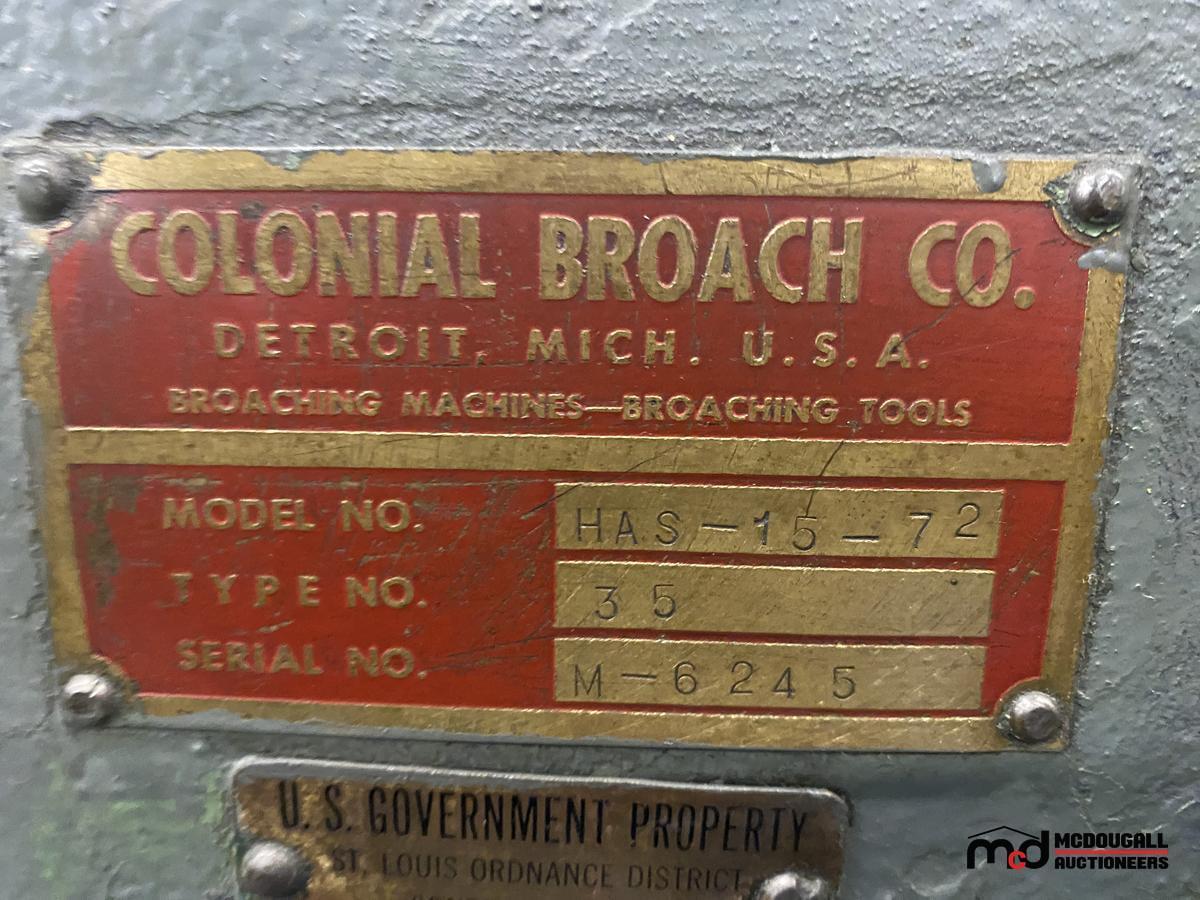 COLONIAL BROACH CO.
DETROIT, MICH. U.S.A.
BROACHING MACHINES—BROACHING TOOLS
MODEL NO. HAS-15-72
TYPE NO. 35
SERIAL NO. M-6245
U.S. GOVERNMENT PROPERTY
ST. LOUIS ORDNANCE DISTRICT
mcd MCDOUGALL
AUCTIONEERS